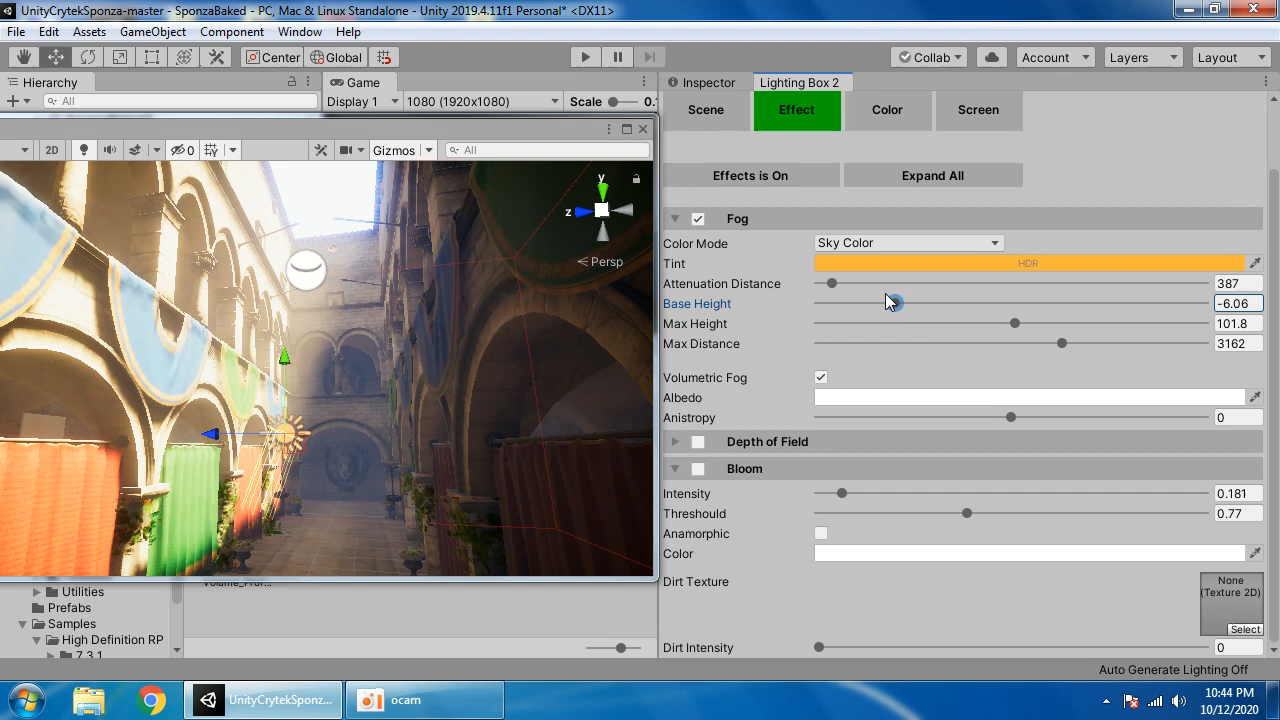 UnityCrytekSponza-master - SponzaBaked - PC, Mac & Linux Standalone - Unity 2019.4.11f1 Personal* <DX11>
File Edit Assets GameObject Component Window Help
Center Global Collab Account Layers Layout
Hierarchy Game Inspector Lighting Box 2
All Display 1 1080 (1920x1080) Scale 0.
Scene Effect Color Screen
2D 0 Gizmos All
Effects is On Expand All
y
z
Persp
Fog
Color Mode Sky Color
Tint HDR
Attenuation Distance 387
Base Height -6.06
Max Height 101.8
Max Distance 3162
Volumetric Fog
Albedo
Anistropy 0
Depth of Field
Bloom
Intensity 0.181
Threshould 0.77
Anamorphic
Color
Dirt Texture None
(Texture 2D)
Select
Dirt Intensity 0
Utilities
Prefabs
Samples
High Definition RP
7.3.1
Auto Generate Lighting Off
UnityCrytekSponz... ocam
10:44 PM
10/12/2020